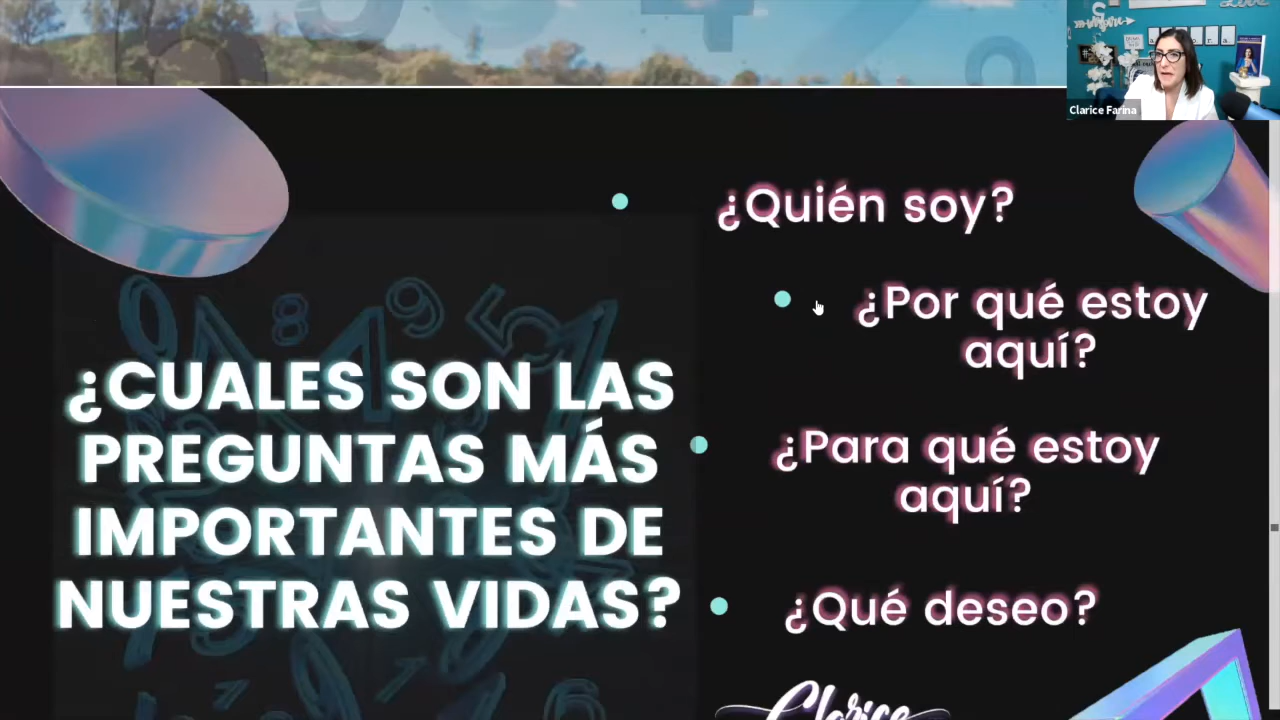 Clarice Farina
¿CUALES SON LAS
PREGUNTAS MÁS
IMPORTANTES DE
NUESTRAS VIDAS?
¿Quién soy?
¿Por qué estoy
aquí?
¿Para qué estoy
aquí?
¿Qué deseo?
Clarice